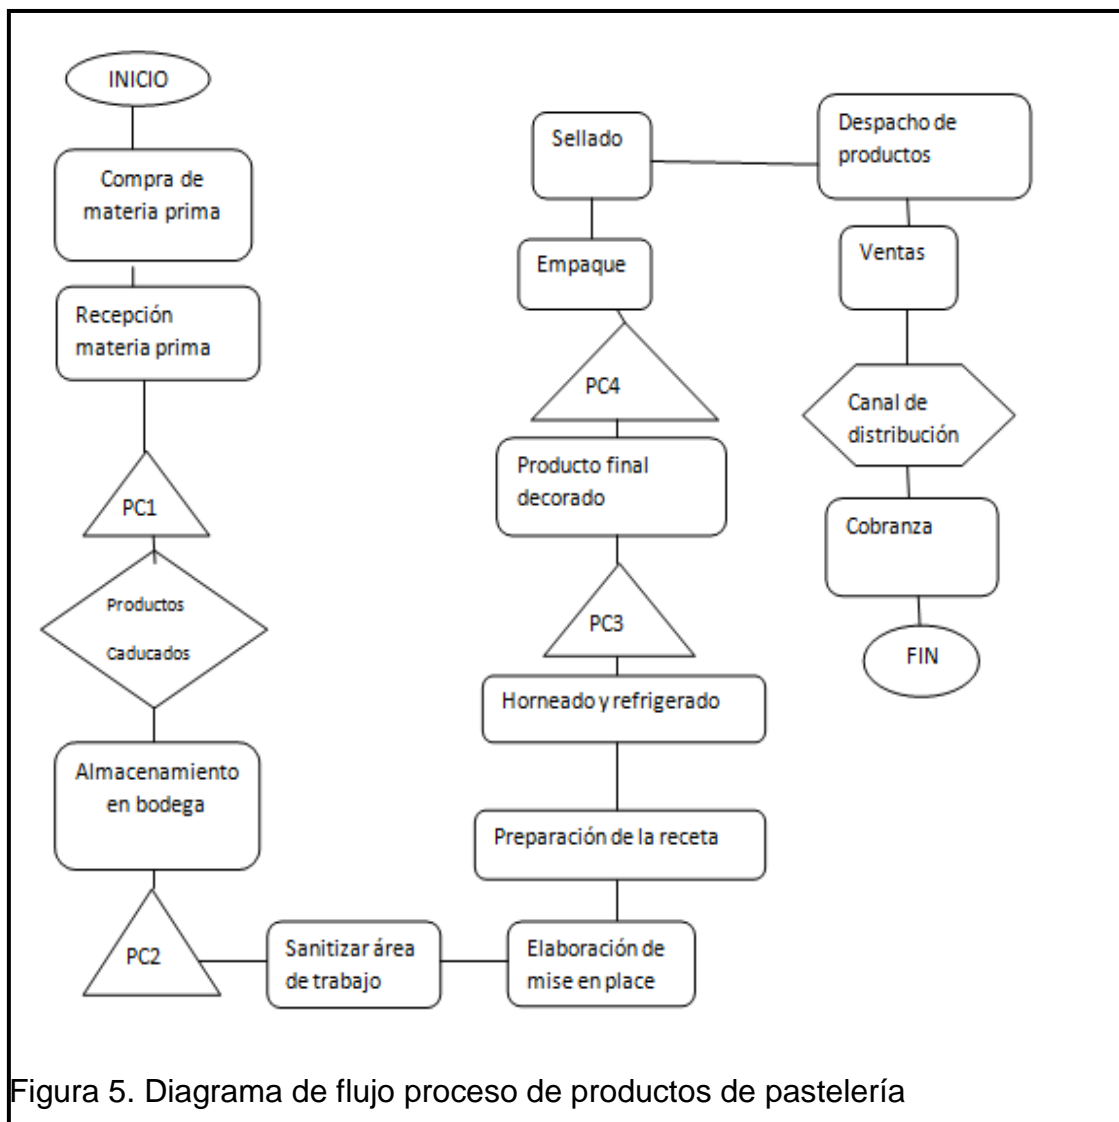 INICIO
Compra de
materia prima
Recepción
materia prima
PC1
Productos
Caducados
Almacenamiento
en bodega
PC2
Sanitizar área
de trabajo
Elaboración de
mise en place
Preparación de la receta
Horneado y refrigerado
PC3
Producto final
decorado
PC4
Empaque
Sellado
Despacho de
productos
Ventas
Canal de
distribución
Cobranza
FIN
Figura 5. Diagrama de flujo proceso de productos de pastelería